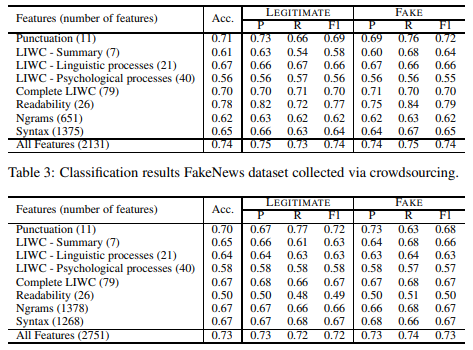 Features (number of features) Acc. LEGITIMATE FAKE
P R F1 P R F1
Punctuation (11) 0.71 0.73 0.66 0.69 0.69 0.76 0.72
LIWC - Summary (7) 0.61 0.63 0.54 0.58 0.60 0.68 0.64
LIWC - Linguistic processes (21) 0.67 0.66 0.67 0.66 0.67 0.66 0.66
LIWC - Psychological processes (40) 0.56 0.56 0.57 0.56 0.56 0.56 0.55
Complete LIWC (79) 0.70 0.70 0.71 0.70 0.71 0.70 0.70
Readability (26) 0.78 0.82 0.72 0.77 0.75 0.84 0.79
Ngrams (651) 0.62 0.63 0.62 0.62 0.62 0.63 0.62
Syntax (1375) 0.65 0.66 0.63 0.64 0.64 0.67 0.65
All Features (2131) 0.74 0.75 0.73 0.74 0.74 0.75 0.74
Table 3: Classification results FakeNews dataset collected via crowdsourcing.
Features (number of features) Acc. LEGITIMATE FAKE
P R F1 P R F1
Punctuation (11) 0.70 0.67 0.77 0.72 0.73 0.63 0.68
LIWC - Summary (7) 0.65 0.66 0.61 0.63 0.64 0.68 0.66
LIWC - Linguistic processes (21) 0.64 0.64 0.63 0.63 0.63 0.64 0.63
LIWC - Psychological processes (40) 0.58 0.58 0.58 0.58 0.58 0.57 0.57
Complete LIWC (79) 0.67 0.68 0.66 0.67 0.67 0.68 0.67
Readability (26) 0.50 0.50 0.48 0.49 0.50 0.51 0.50
Ngrams (1378) 0.67 0.67 0.66 0.66 0.66 0.68 0.67
Syntax (1268) 0.67 0.67 0.68 0.67 0.68 0.66 0.67
All Features (2751) 0.73 0.73 0.72 0.72 0.73 0.74 0.73